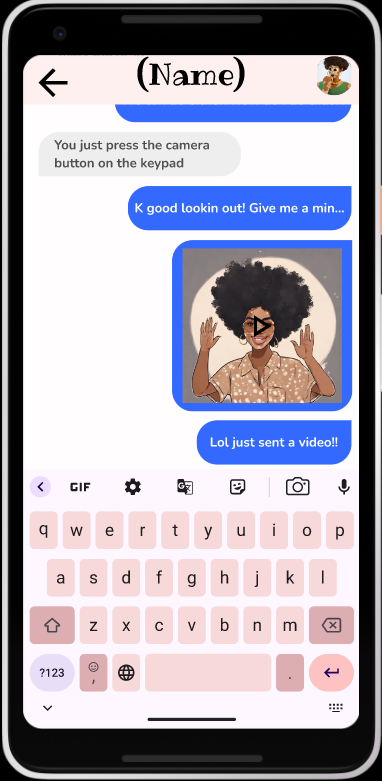 (Name)
You just press the camera
button on the keypad
K good lookin out! Give me a min...
Lol just sent a video!!
GIF
q w e r t y u i o p
a s d f g h j k l
z x c v b n m
?123 , .